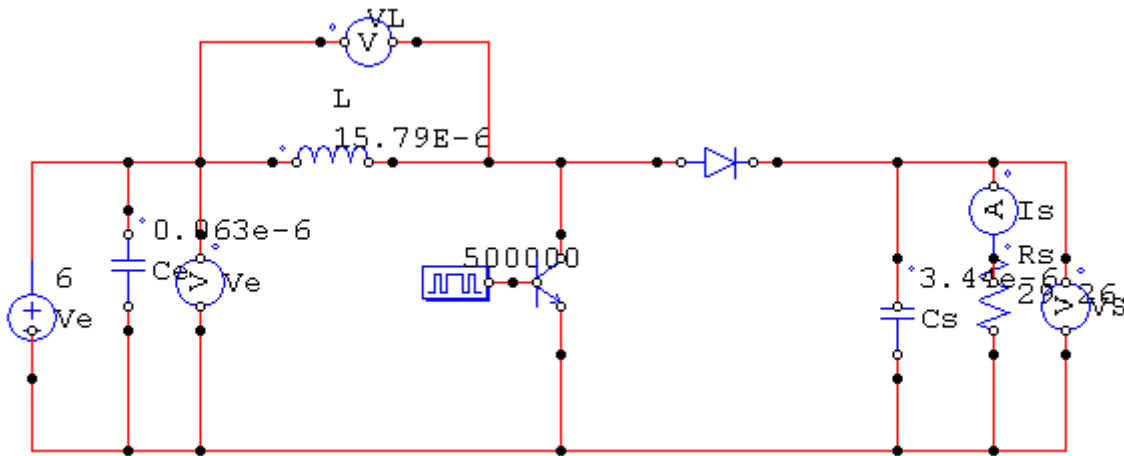 VL
V
L
15.79E-6
0.063e-6
Ce
V
Ve
6
Ve
500000
3.44e-6
Cs
A
Is
Rs
29.26
V
Vs